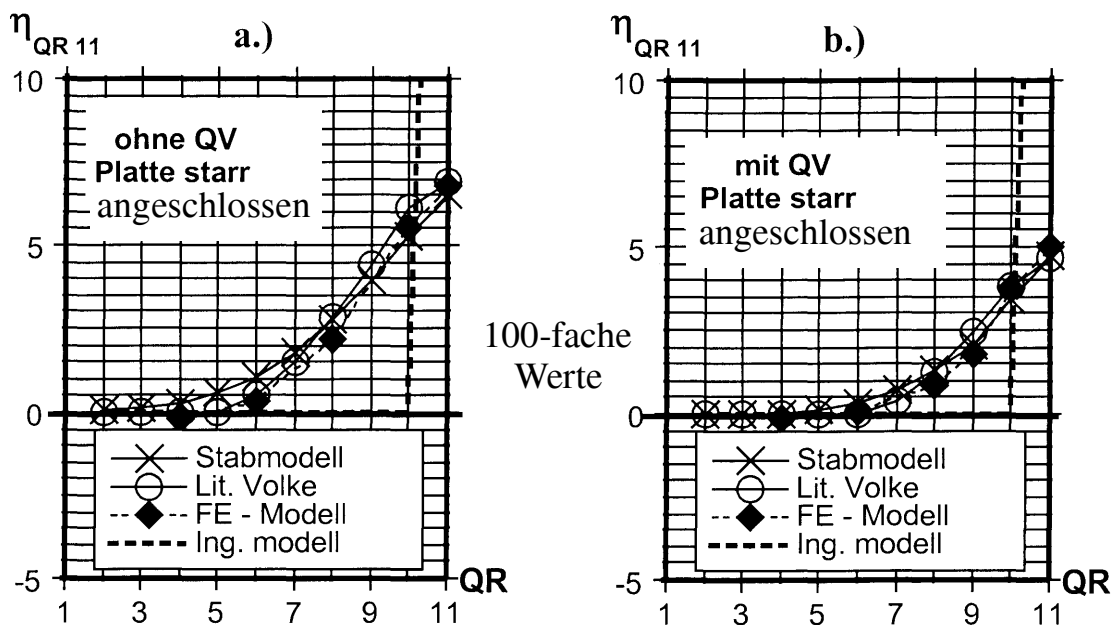 ηQR 11
a.)
10
5
0
-5
ohne QV
Platte starr
angeschlossen
Stabmodell
Lit. Volke
FE - Modell
Ing. modell
QR
1 3 5 7 9 11
100-fache
Werte
ηQR 11
b.)
10
5
0
-5
mit QV
Platte starr
angeschlossen
Stabmodell
Lit. Volke
FE - Modell
Ing. modell
QR
1 3 5 7 9 11